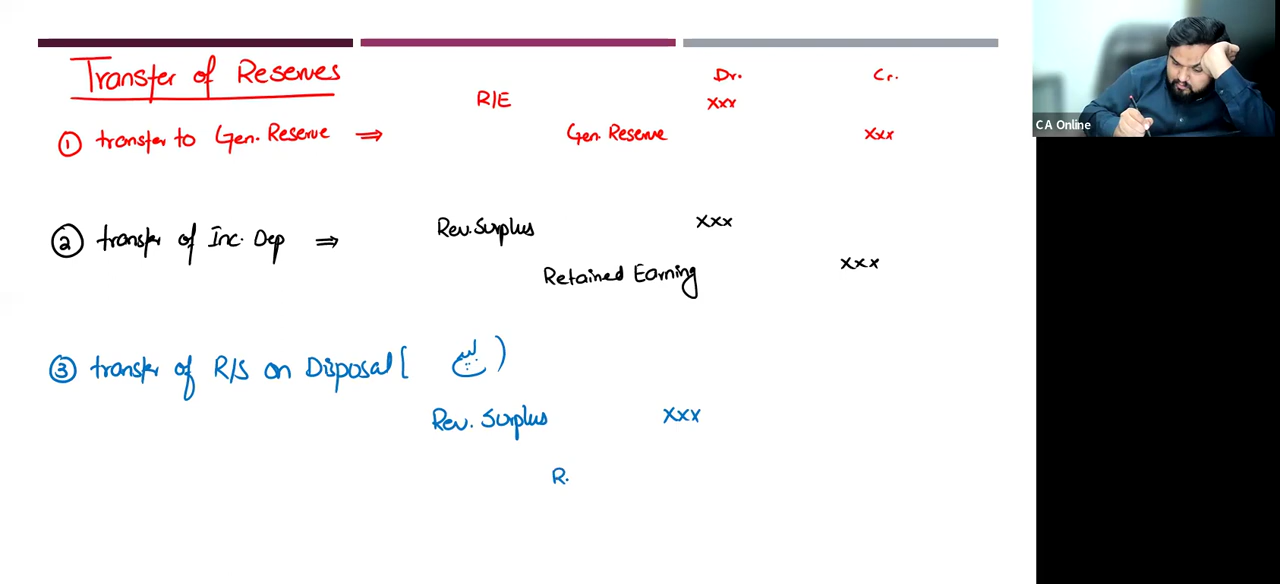 Transfer of Reserves
Dr. Cr.
R/E xxx
① transfer to Gen. Reserve ⇒ Gen. Reserve xxx
② transfer of Inc. Dep ⇒ Rev. Surplus xxx
Retained Earning xxx
③ transfer of R/S on Disposal ( )
Rev. Surplus xxx
R.
CA Online